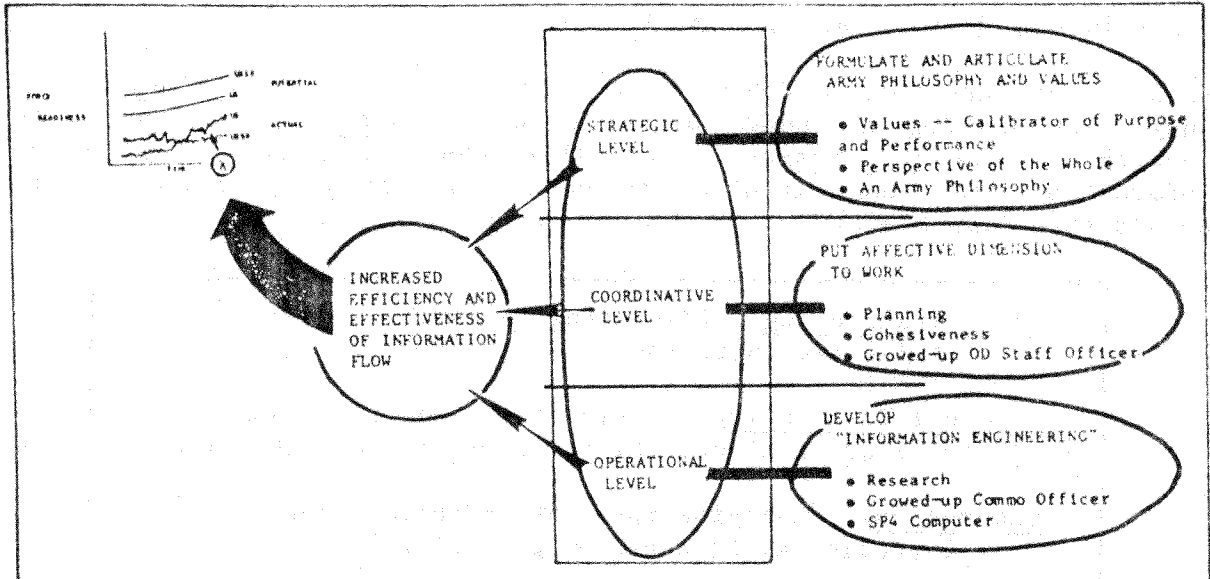 FORCE
READINESS
POTENTIAL
ACTUAL
TIME
A
INCREASED
EFFICIENCY AND
EFFECTIVENESS
OF INFORMATION
FLOW
STRATEGIC
LEVEL
COORDINATIVE
LEVEL
OPERATIONAL
LEVEL
FORMULATE AND ARTICULATE
ARMY PHILOSOPHY AND VALUES
• Values -- Calibrator of Purpose
and Performance
• Perspective of the Whole
• An Army Philosophy
PUT AFFECTIVE DIMENSION
TO WORK
• Planning
• Cohesiveness
• Growed-up OD Staff Officer
DEVELOP
"INFORMATION ENGINEERING"
• Research
• Growed-up Commo Officer
• SP4 Computer